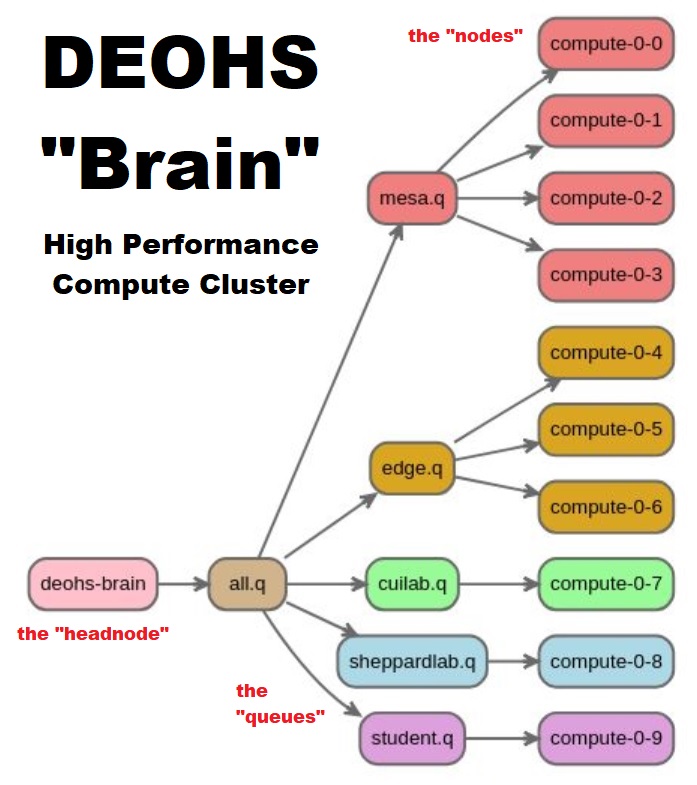 DEOHS
"Brain"
High Performance
Compute Cluster
the "nodes"
compute-0-0
compute-0-1
mesa.q
compute-0-2
compute-0-3
compute-0-4
compute-0-5
edge.q
compute-0-6
deohs-brain
all.q
cuilab.q
compute-0-7
the "headnode"
sheppardlab.q
compute-0-8
the
"queues"
student.q
compute-0-9